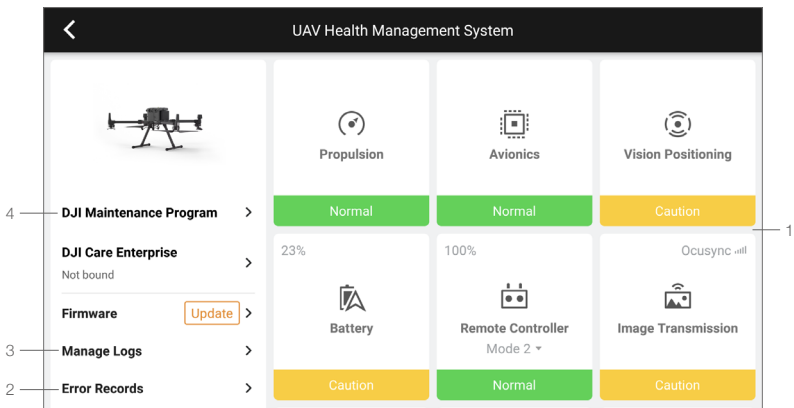 UAV Health Management System
Propulsion
Normal
Avionics
Normal
Vision Positioning
Caution
1
4
DJI Maintenance Program
DJI Care Enterprise
Not bound
Firmware
Update
3
Manage Logs
2
Error Records
23%
Battery
Caution
100%
Remote Controller
Mode 2
Normal
Ocusync
Image Transmission
Caution